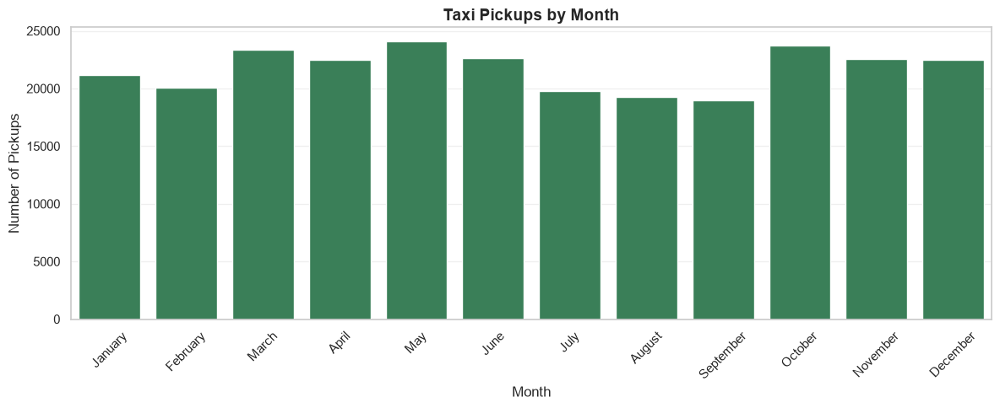 Taxi Pickups by Month
Number of Pickups
25000
20000
15000
10000
5000
0
January
February
March
April
May
June
July
August
September
October
November
December
Month